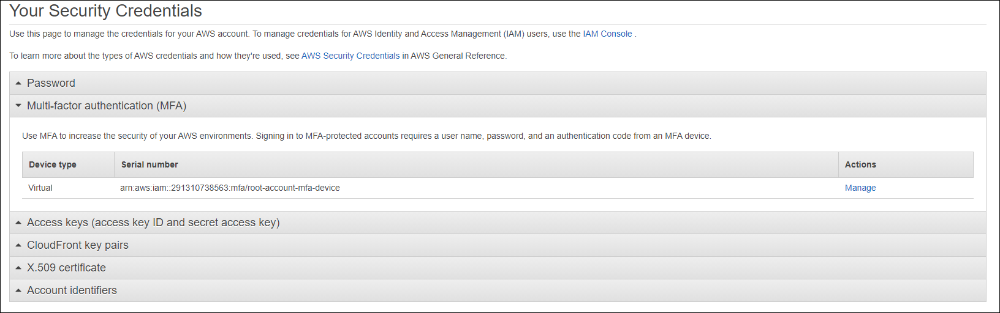 Your Security Credentials
Use this page to manage the credentials for your AWS account. To manage credentials for AWS Identity and Access Management (IAM) users, use the IAM Console .
To learn more about the types of AWS credentials and how they're used, see AWS Security Credentials in AWS General Reference.
Password
Multi-factor authentication (MFA)
Use MFA to increase the security of your AWS environments. Signing in to MFA-protected accounts requires a user name, password, and an authentication code from an MFA device.
Device type Serial number Actions
Virtual arn:aws:iam::291310738563:mfa/root-account-mfa-device Manage
Access keys (access key ID and secret access key)
CloudFront key pairs
X.509 certificate
Account identifiers